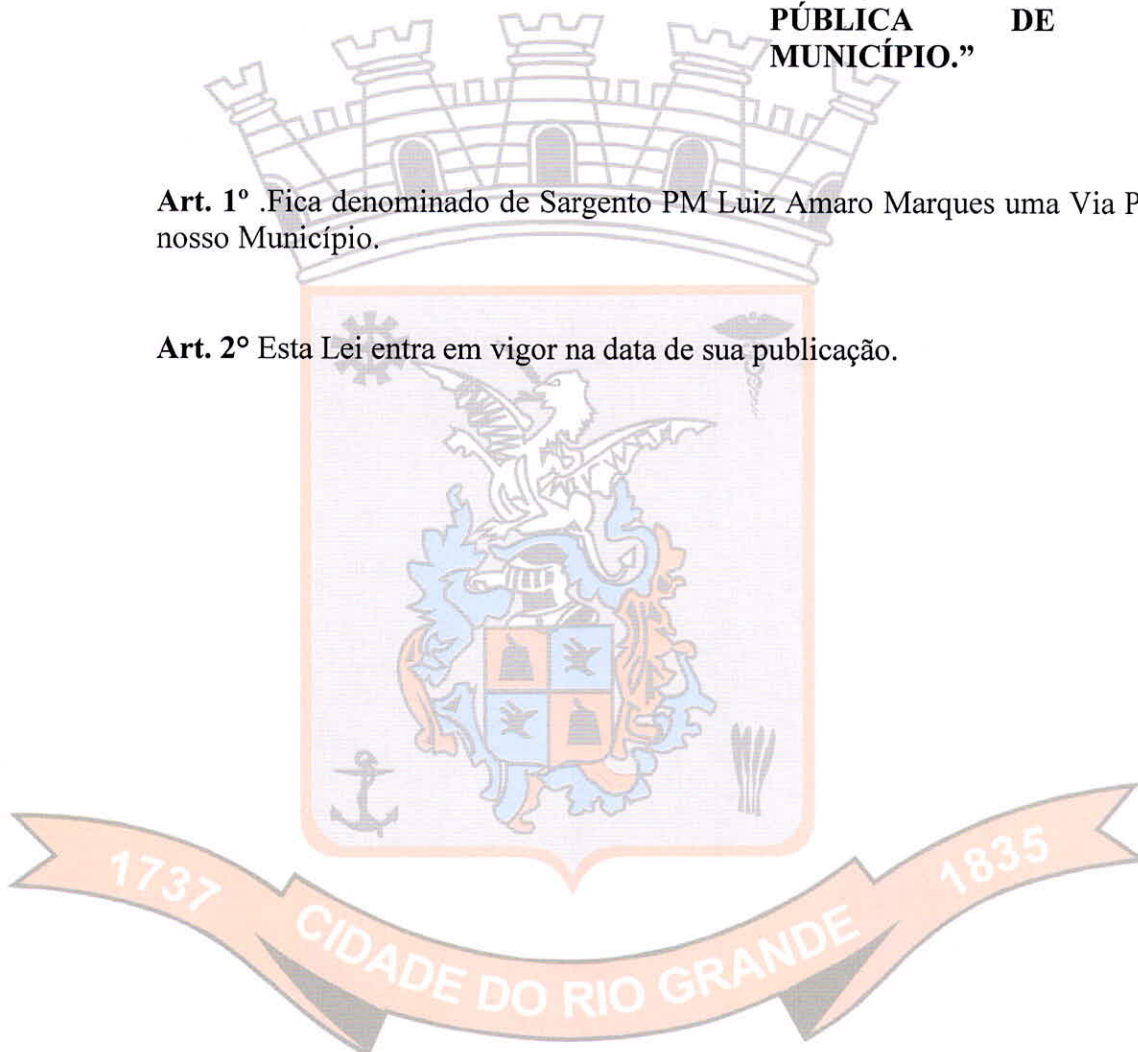 PÚBLICA DE
MUNICÍPIO.”
Art. 1º .Fica denominado de Sargento PM Luiz Amaro Marques uma Via P
nosso Município.
Art. 2° Esta Lei entra em vigor na data de sua publicação.
1737 CIDADE DO RIO GRANDE 1835